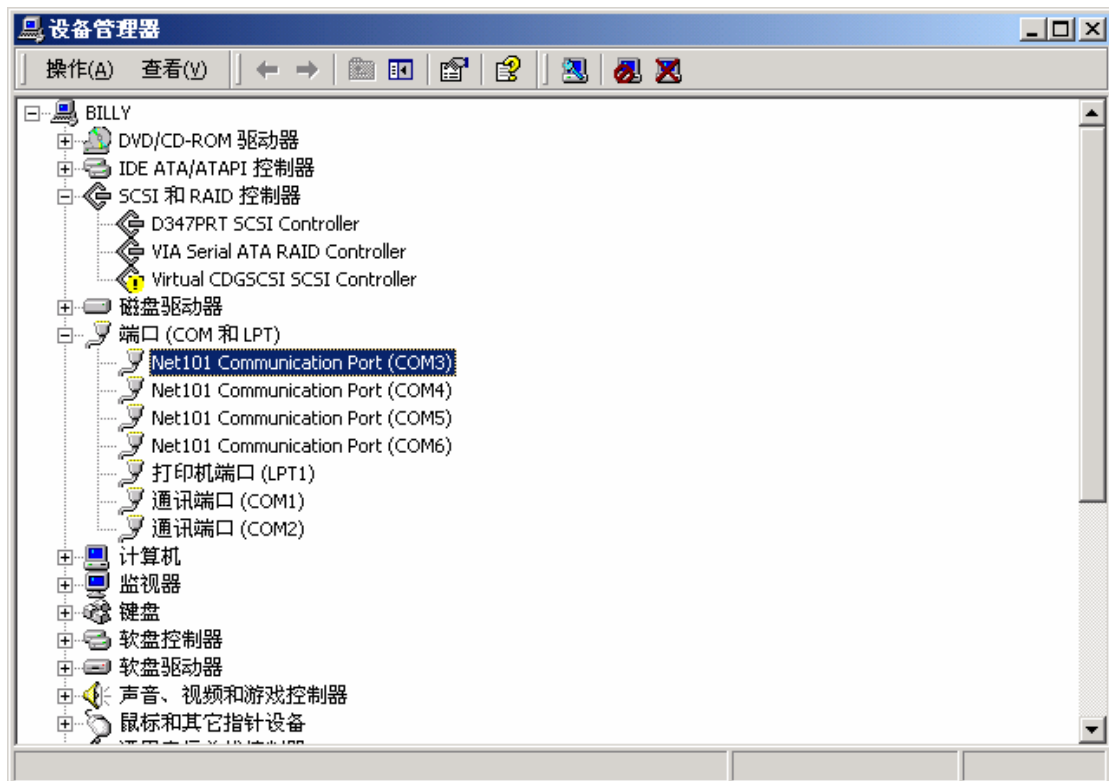 设备管理器
操作(A) 查看(V)
BILLY
DVD/CD-ROM 驱动器
IDE ATA/ATAPI 控制器
SCSI 和 RAID 控制器
D347PRT SCSI Controller
VIA Serial ATA RAID Controller
Virtual CDGSCSI SCSI Controller
磁盘驱动器
端口 (COM 和 LPT)
Net101 Communication Port (COM3)
Net101 Communication Port (COM4)
Net101 Communication Port (COM5)
Net101 Communication Port (COM6)
打印机端口 (LPT1)
通讯端口 (COM1)
通讯端口 (COM2)
计算机
监视器
键盘
软盘控制器
软盘驱动器
声音、视频和游戏控制器
鼠标和其它指针设备